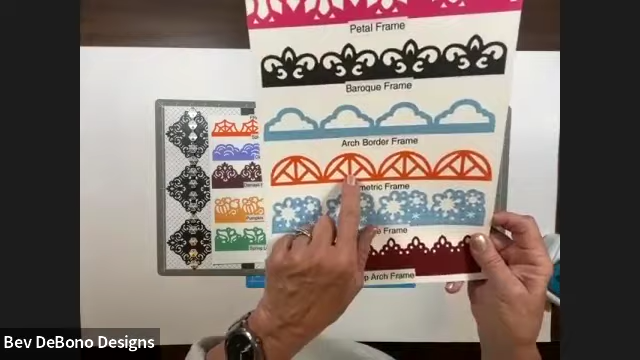 Petal Frame
Baroque Frame
Arch Border Frame
metric Frame
Frame
p Arch Frame
Bev DeBono Designs